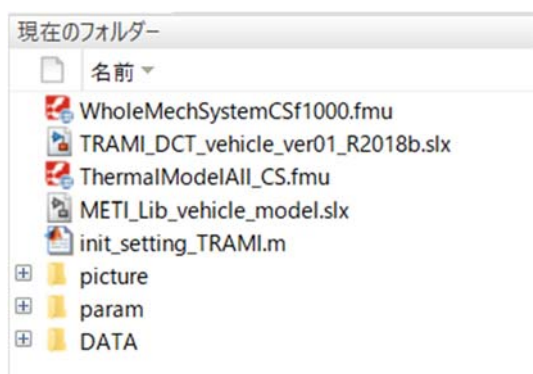 現在のフォルダー
名前
WholeMechSystemCSf1000.fmu
TRAMI_DCT_vehicle_ver01_R2018b.slx
ThermalModelAll_CS.fmu
METI_Lib_vehicle_model.slx
init_setting_TRAMI.m
picture
param
DATA